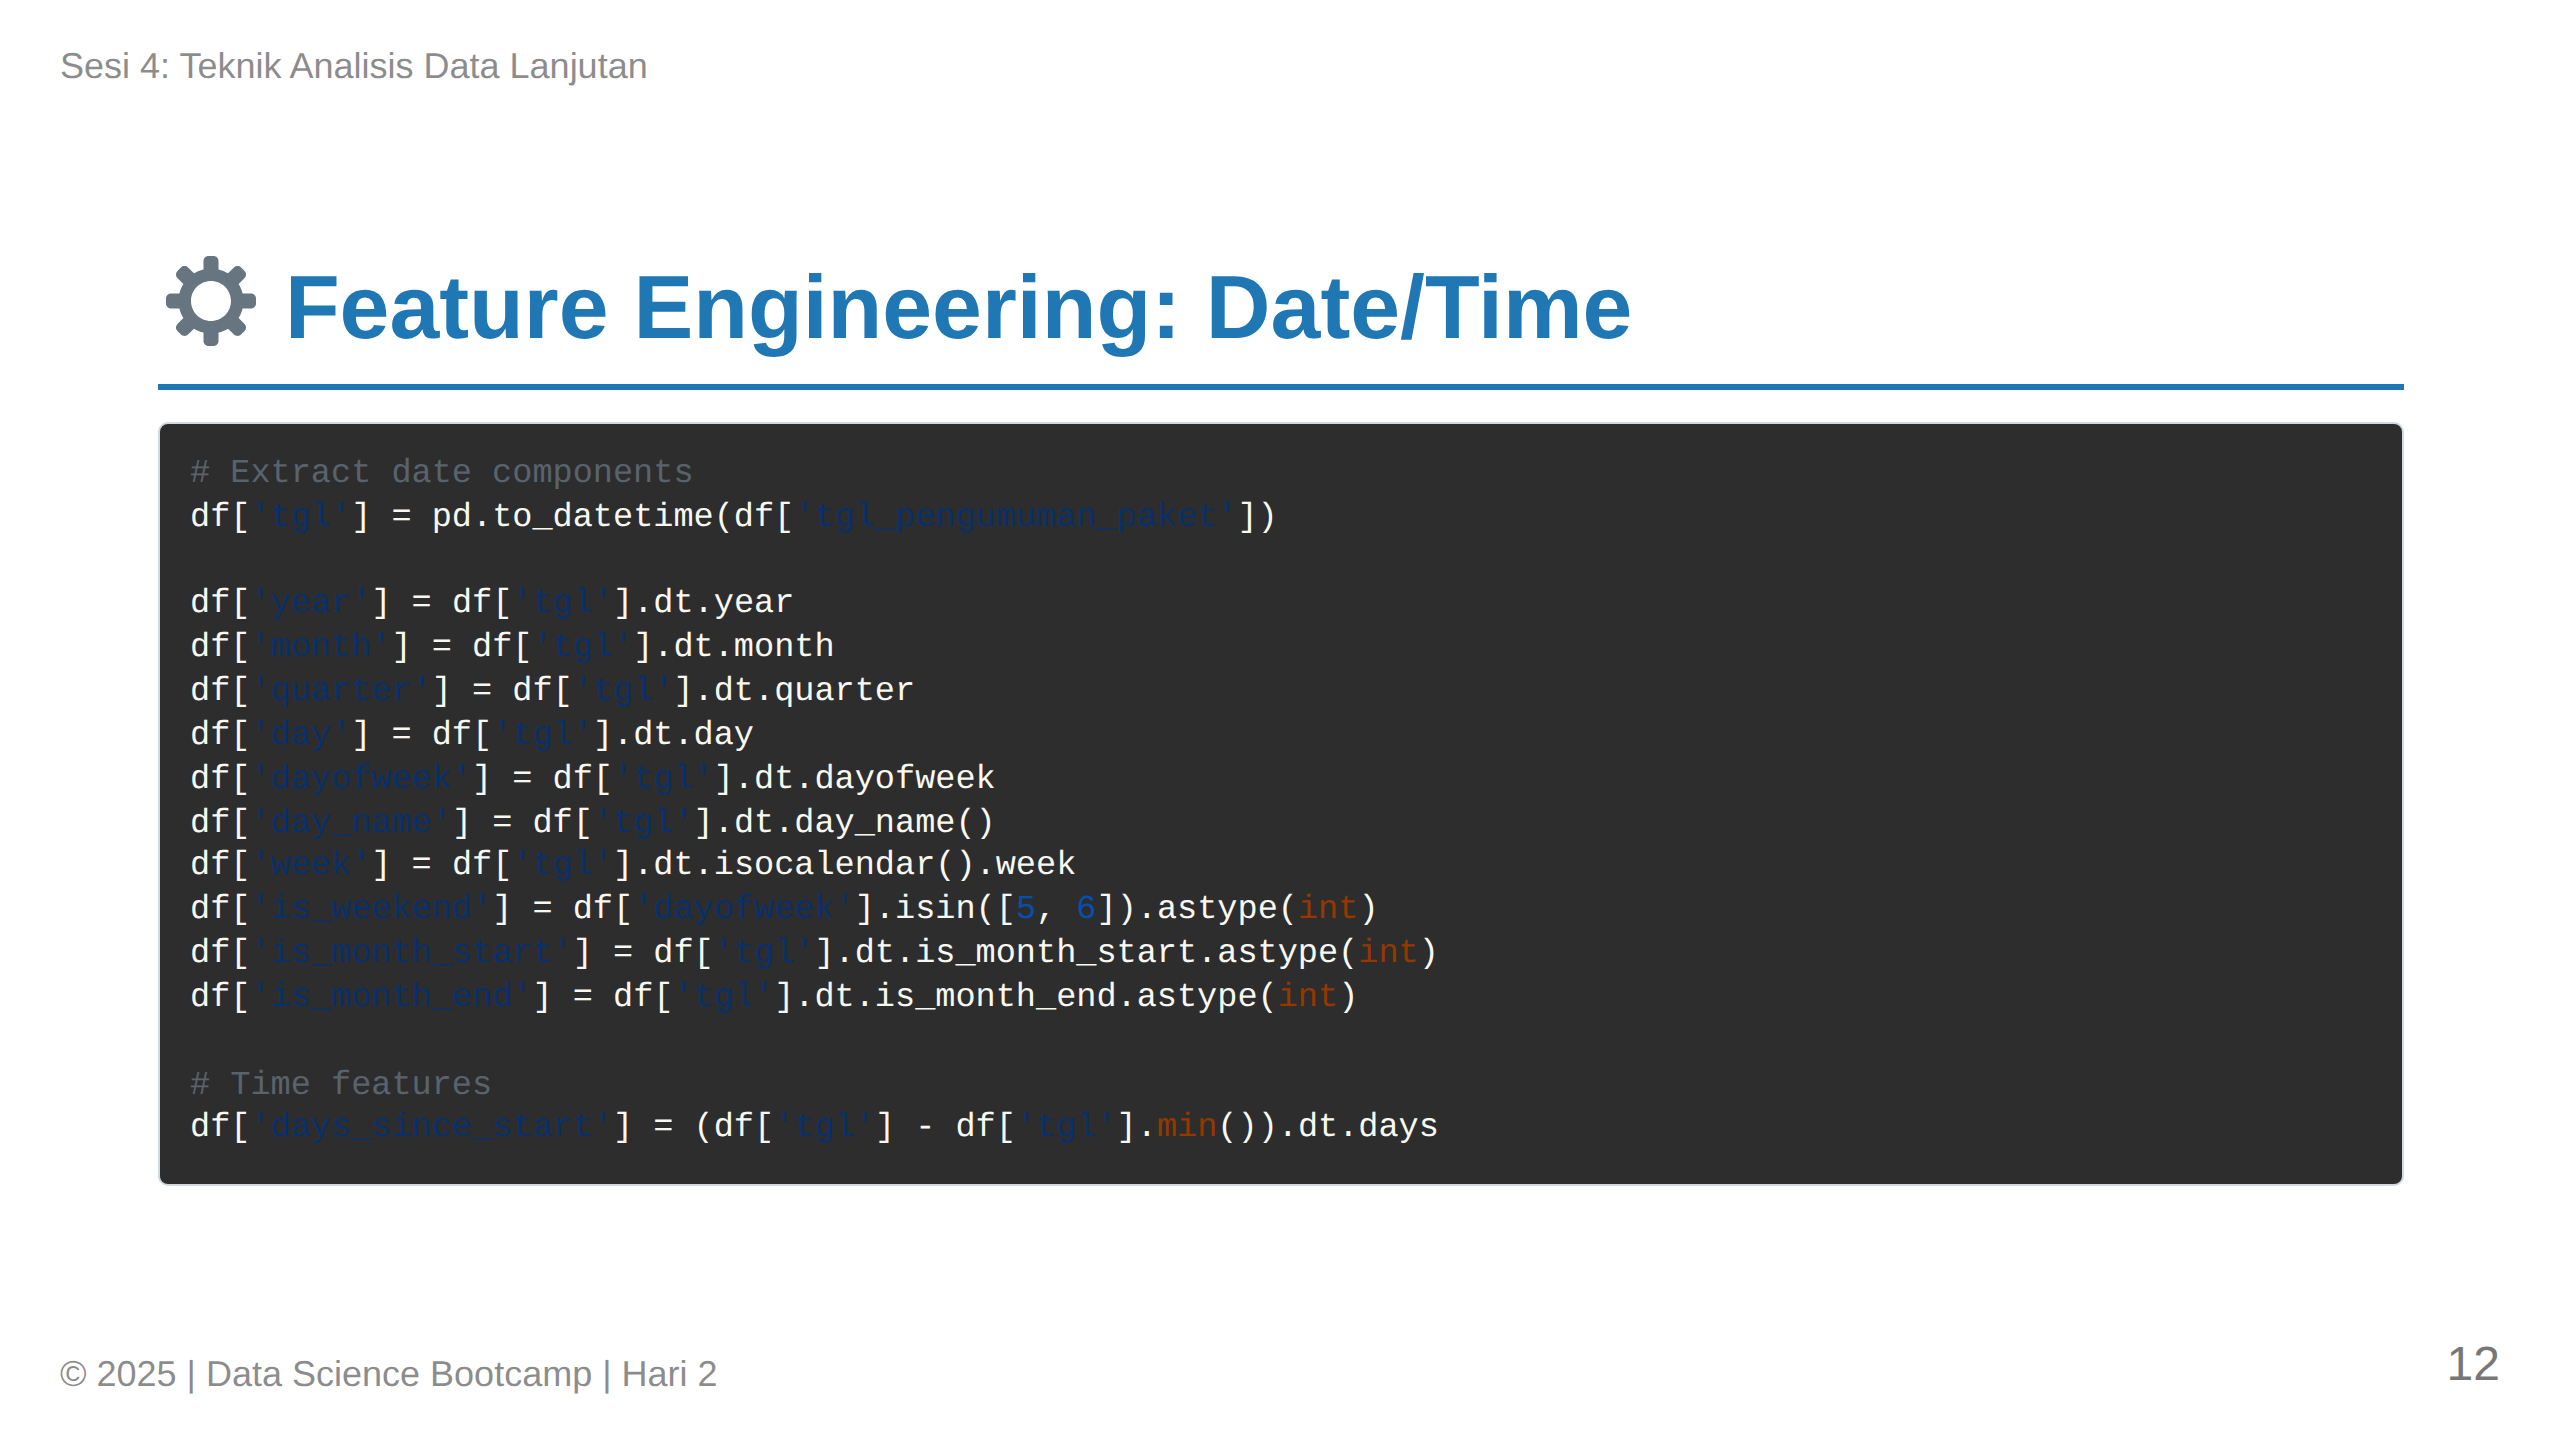 Sesi 4: Teknik Analisis Data Lanjutan
Feature Engineering: Date/Time
# Extract date components
df['tgl'] = pd.to_datetime(df['tgl_pengumuman_paket'])
df['year'] = df['tgl'].dt.year
df['month'] = df['tgl'].dt.month
df['quarter'] = df['tgl'].dt.quarter
df['day'] = df['tgl'].dt.day
df['dayofweek'] = df['tgl'].dt.dayofweek
df['day_name'] = df['tgl'].dt.day_name()
df['week'] = df['tgl'].dt.isocalendar().week
df['is_weekend'] = df['dayofweek'].isin([5, 6]).astype(int)
df['is_month_start'] = df['tgl'].dt.is_month_start.astype(int)
df['is_month_end'] = df['tgl'].dt.is_month_end.astype(int)
# Time features
df['days_since_start'] = (df['tgl'] - df['tgl'].min()).dt.days
© 2025 | Data Science Bootcamp | Hari 2
12